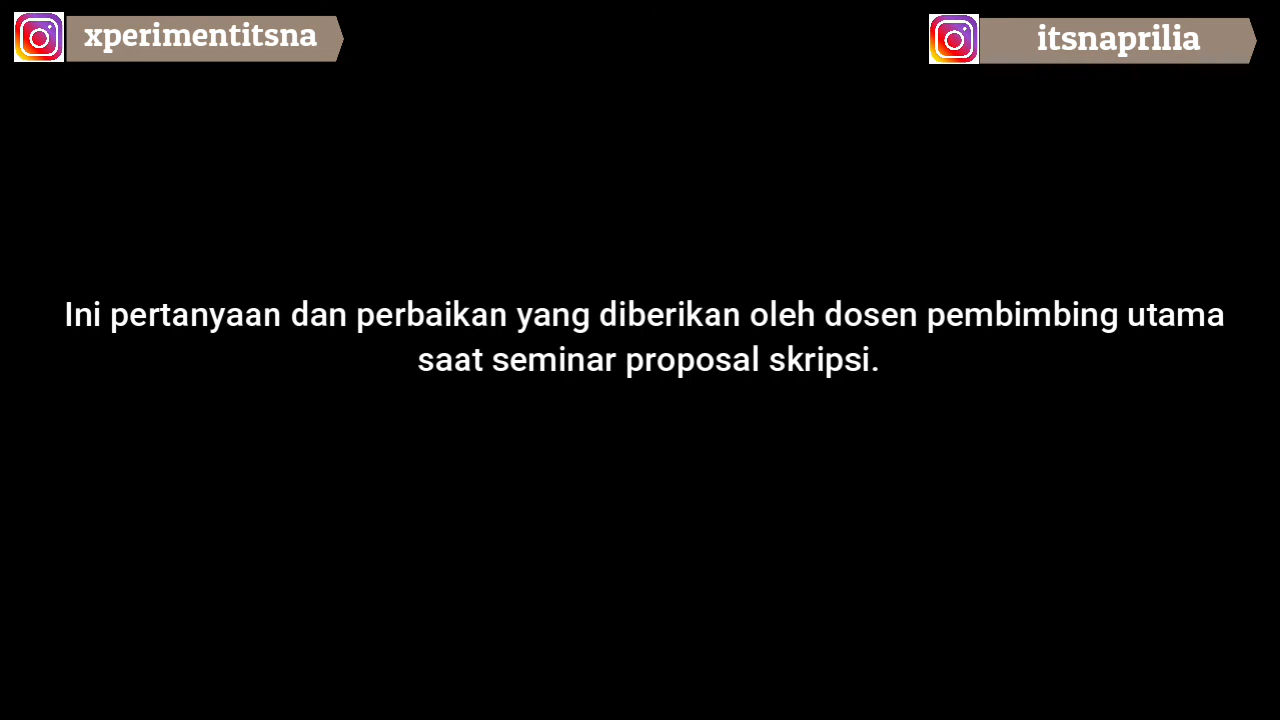 xperimentitsna
itsnaprilia
Ini pertanyaan dan perbaikan yang diberikan oleh dosen pembimbing utama
saat seminar proposal skripsi.